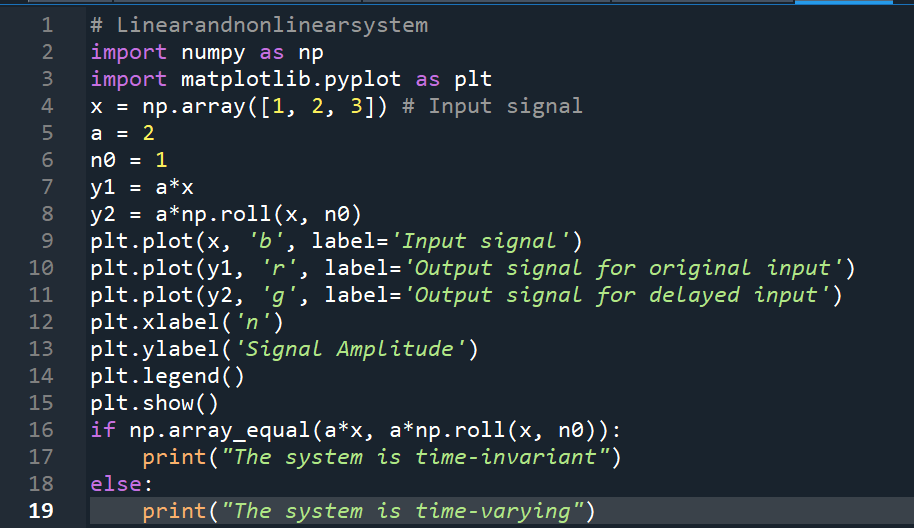 1 # Linearandnonlinearsystem
2 import numpy as np
3 import matplotlib.pyplot as plt
4 x = np.array([1, 2, 3]) # Input signal
5 a = 2
6 n0 = 1
7 y1 = a*x
8 y2 = a*np.roll(x, n0)
9 plt.plot(x, 'b', label='Input signal')
10 plt.plot(y1, 'r', label='Output signal for original input')
11 plt.plot(y2, 'g', label='Output signal for delayed input')
12 plt.xlabel('n')
13 plt.ylabel('Signal Amplitude')
14 plt.legend()
15 plt.show()
16 if np.array_equal(a*x, a*np.roll(x, n0)):
17     print("The system is time-invariant")
18 else:
19     print("The system is time-varying")